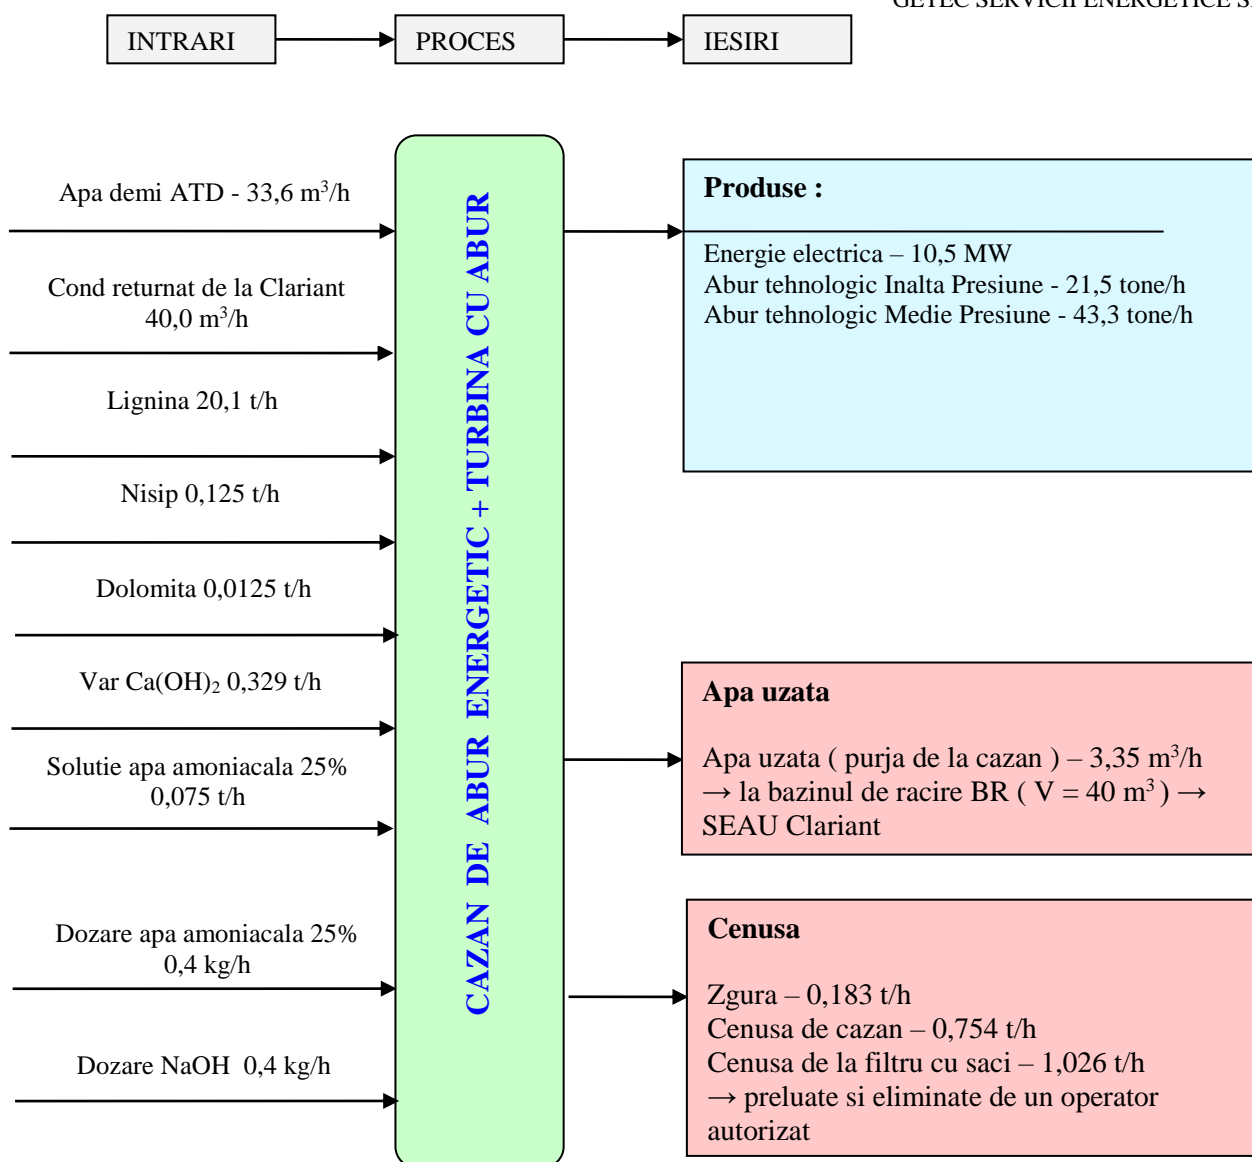 GETEC SERVICII ENERGETICE
INTRARI
PROCES
IESIRI
Apa demi ATD - 33,6 m³/h
Cond returnat de la Clariant
40,0 m³/h
Lignina 20,1 t/h
Nisip 0,125 t/h
Dolomita 0,0125 t/h
Var Ca(OH)₂ 0,329 t/h
Solutie apa amoniacala 25%
0,075 t/h
Dozare apa amoniacala 25%
0,4 kg/h
Dozare NaOH 0,4 kg/h
CAZAN DE ABUR ENERGETIC + TURBINA CU ABUR
Produse :
Energie electrica – 10,5 MW
Abur tehnologic Inalta Presiune - 21,5 tone/h
Abur tehnologic Medie Presiune - 43,3 tone/h
Apa uzata
Apa uzata ( purja de la cazan ) – 3,35 m³/h
→ la bazinul de racire BR ( V = 40 m³ ) →
SEAU Clariant
Cenusa
Zgura – 0,183 t/h
Cenusa de cazan – 0,754 t/h
Cenusa de la filtru cu saci – 1,026 t/h
→ preluate si eliminate de un operator
autorizat